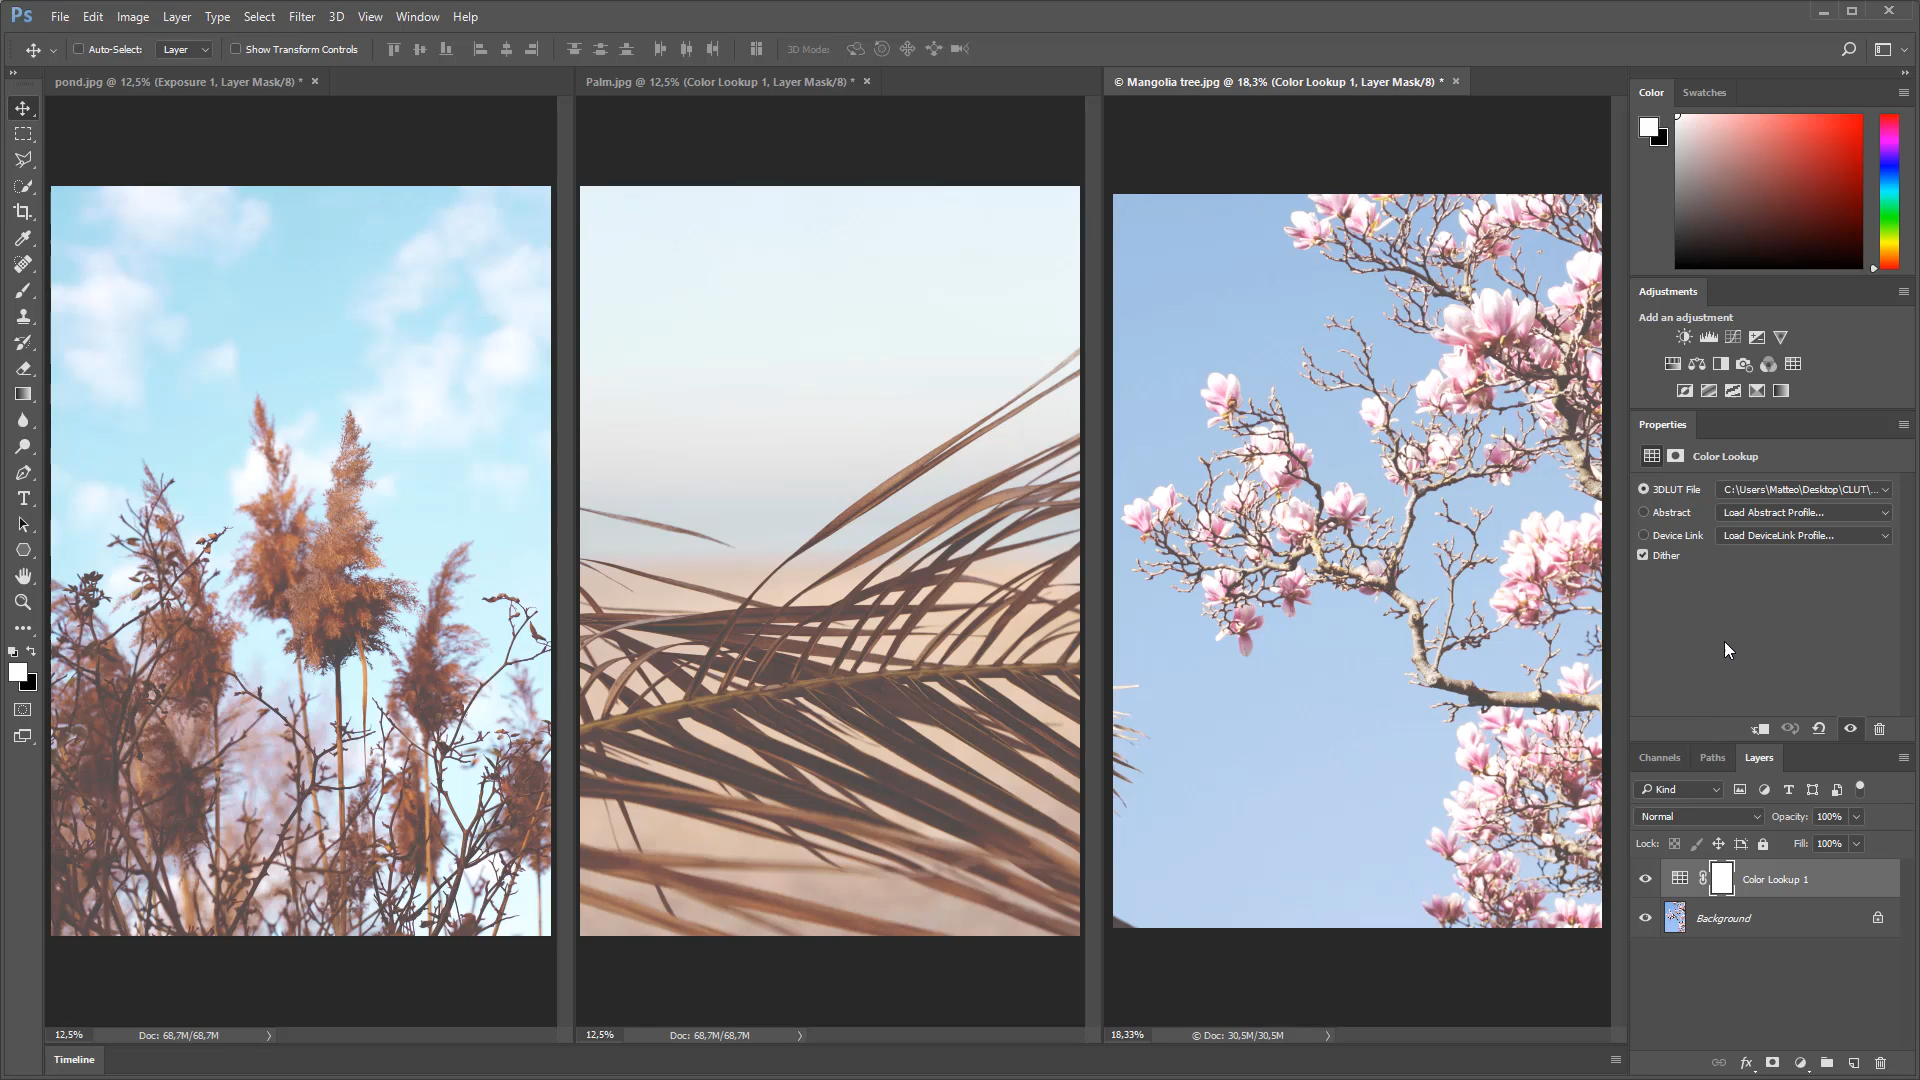 Ps File Edit Image Layer Type Select Filter 3D View Window Help
Auto-Select: Layer Show Transform Controls 3D Mode:
pond.jpg @ 12,5% (Exposure 1, Layer Mask/8) *
Palm.jpg @ 12,5% (Color Lookup 1, Layer Mask/8) *
© Mangolia tree.jpg @ 18,3% (Color Lookup 1, Layer Mask/8) *
12,5% Doc: 68,7M/68,7M
12,5% Doc: 68,7M/68,7M
18,33% © Doc: 30,5M/30,5M
Timeline
Color Swatches
Adjustments
Add an adjustment
Properties
Color Lookup
3DLUT File C:\Users\Matteo\Desktop\CLUT\...
Abstract Load Abstract Profile...
Device Link Load DeviceLink Profile...
Dither
Channels Paths Layers
Kind
Normal Opacity: 100%
Lock: Fill: 100%
Color Lookup 1
Background
fx